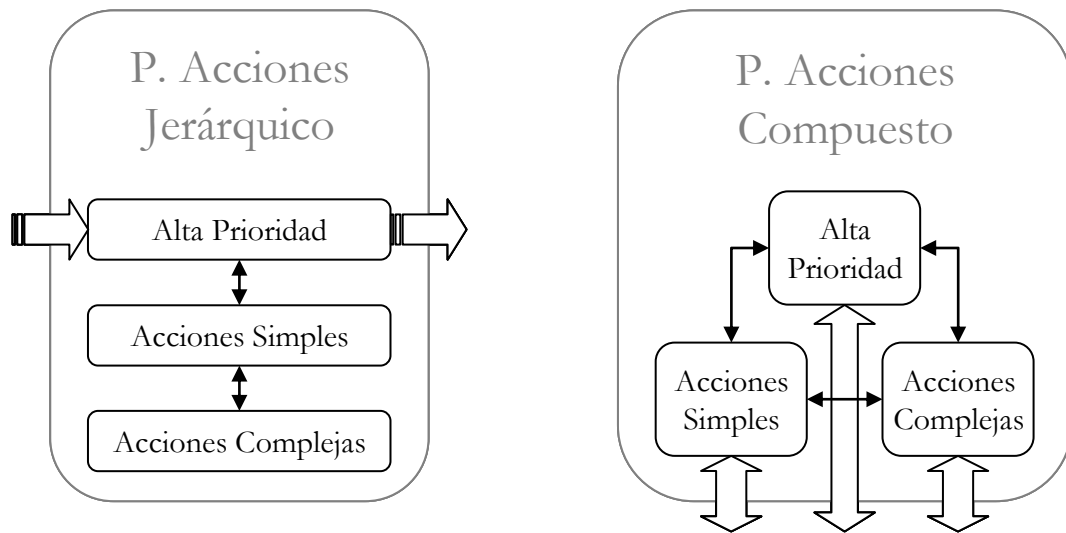 P. Acciones
Jerárquico
Alta Prioridad
Acciones Simples
Acciones Complejas
P. Acciones
Compuesto
Alta
Prioridad
Acciones
Simples
Acciones
Complejas